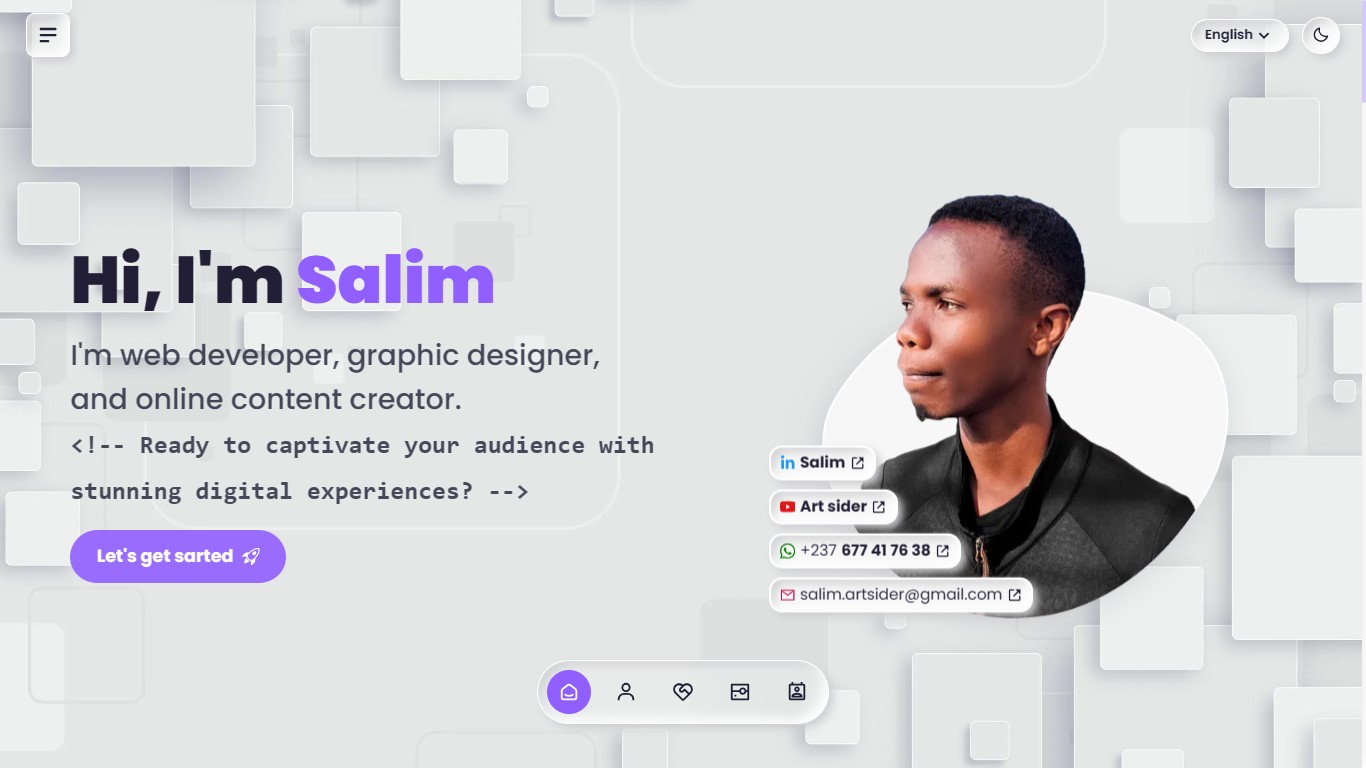 English
Hi, I'm Salim
I'm web developer, graphic designer,
and online content creator.
<!-- Ready to captivate your audience with
stunning digital experiences? -->
Let's get sarted
in Salim
Art sider
+237 677 41 76 38
salim.artsider@gmail.com